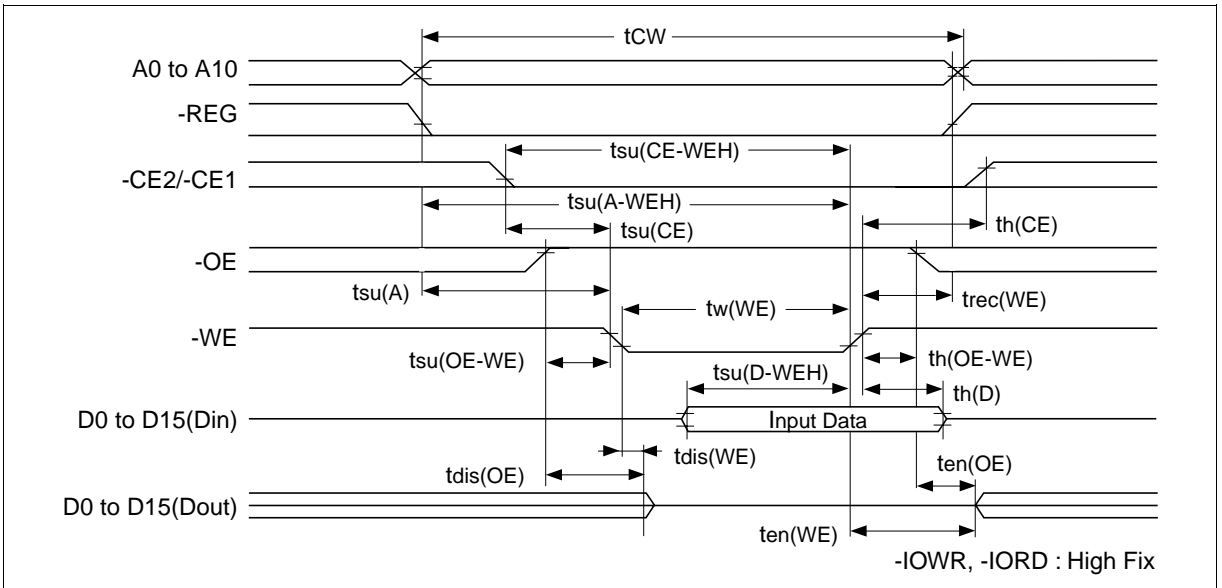 tCW
A0 to A10
-REG
tsu(CE-WEH)
-CE2/-CE1
tsu(A-WEH)
th(CE)
tsu(CE)
-OE
tsu(A)
trec(WE)
tw(WE)
-WE
tsu(OE-WE)
th(OE-WE)
tsu(D-WEH)
th(D)
D0 to D15(Din)
Input Data
tdis(WE)
ten(OE)
tdis(OE)
D0 to D15(Dout)
ten(WE)
-IOWR, -IORD : High Fix